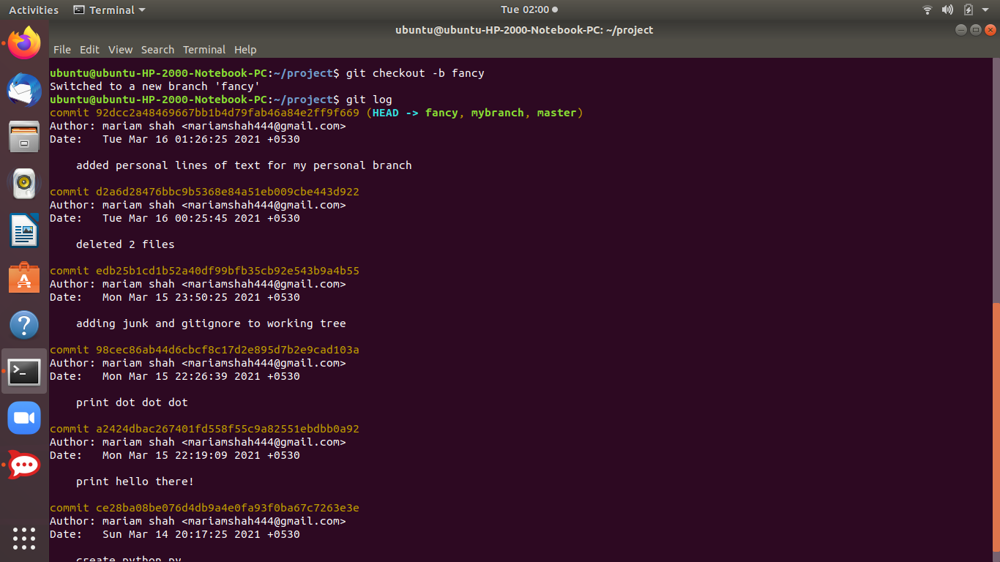 Activities Terminal Tue 02:00
ubuntu@ubuntu-HP-2000-Notebook-PC: ~/project
File Edit View Search Terminal Help
ubuntu@ubuntu-HP-2000-Notebook-PC:~/project$ git checkout -b fancy
Switched to a new branch 'fancy'
ubuntu@ubuntu-HP-2000-Notebook-PC:~/project$ git log
commit 92dcc2a48469667bb1b4d79fab46a84e2ff9f669 (HEAD -> fancy, mybranch, master)
Author: mariam shah <mariamshah444@gmail.com>
Date:   Tue Mar 16 01:26:25 2021 +0530
    added personal lines of text for my personal branch
commit d2a6d28476bbc9b5368e84a51eb009cbe443d922
Author: mariam shah <mariamshah444@gmail.com>
Date:   Tue Mar 16 00:25:45 2021 +0530
    deleted 2 files
commit edb25b1cd1b52a40df99bfb35cb92e543b9a4b55
Author: mariam shah <mariamshah444@gmail.com>
Date:   Mon Mar 15 23:50:25 2021 +0530
    adding junk and gitignore to working tree
commit 98cec86ab44d6cbcf8c17d2e895d7b2e9cad103a
Author: mariam shah <mariamshah444@gmail.com>
Date:   Mon Mar 15 22:26:39 2021 +0530
    print dot dot dot
commit a2424dbac267401fd558f55c9a82551ebdbb0a92
Author: mariam shah <mariamshah444@gmail.com>
Date:   Mon Mar 15 22:19:09 2021 +0530
    print hello there!
commit ce28ba08be076d4db9a4e0fa93f0ba67c7263e3e
Author: mariam shah <mariamshah444@gmail.com>
Date:   Sun Mar 14 20:17:25 2021 +0530
    create python.py